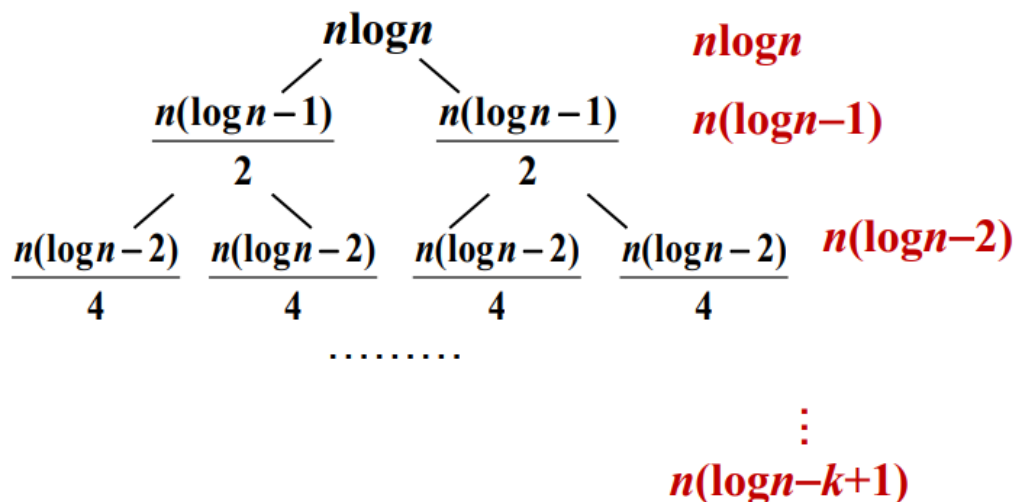 nlogn nlogn
n(logn−1) n(logn−1) n(logn−1)
2 2
n(logn−2) n(logn−2) n(logn−2) n(logn−2) n(logn−2)
4 4 4 4
.........
⋮
n(logn−k+1)